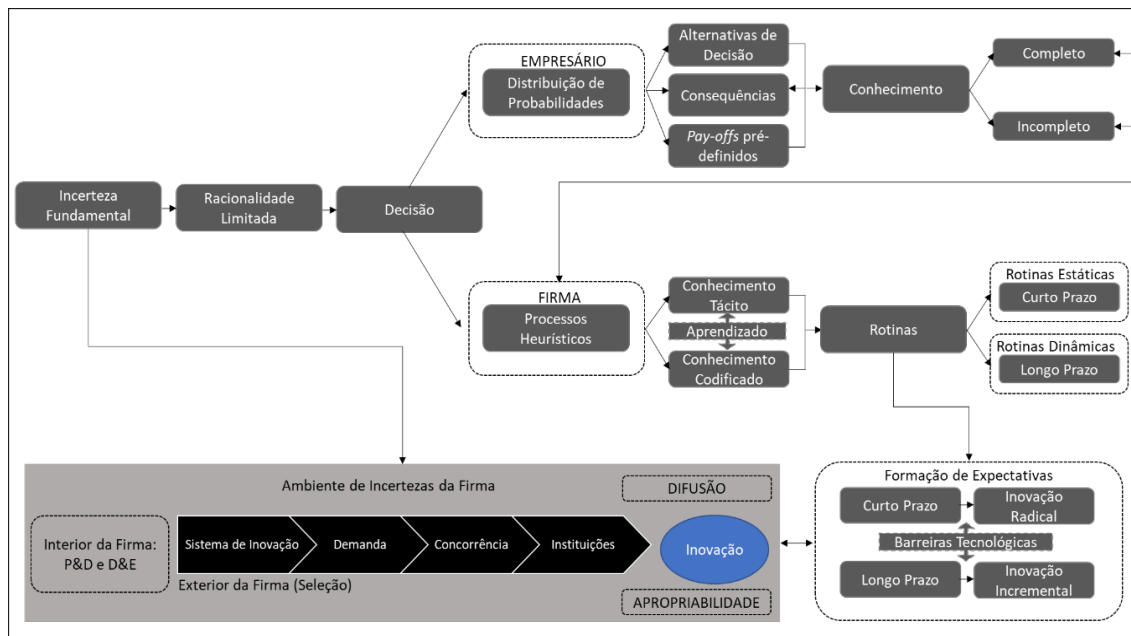 EMPRESÁRIO
Distribuição de
Probabilidades
Alternativas de
Decisão
Consequências
Pay-offs pré-
definidos
Conhecimento
Completo
Incompleto
Incerteza
Fundamental
Racionalidade
Limitada
Decisão
FIRMA
Processos
Heurísticos
Conhecimento
Tácito
Aprendizado
Conhecimento
Codificado
Rotinas
Rotinas Estáticas
Curto Prazo
Rotinas Dinâmicas
Longo Prazo
Ambiente de Incertezas da Firma
DIFUSÃO
Interior da Firma:
P&D e D&E
Sistema de Inovação
Demanda
Concorrência
Instituições
Inovação
Exterior da Firma (Seleção)
APROPRIABILIDADE
Formação de Expectativas
Curto Prazo
Inovação
Radical
Barreiras Tecnológicas
Longo Prazo
Inovação
Incremental